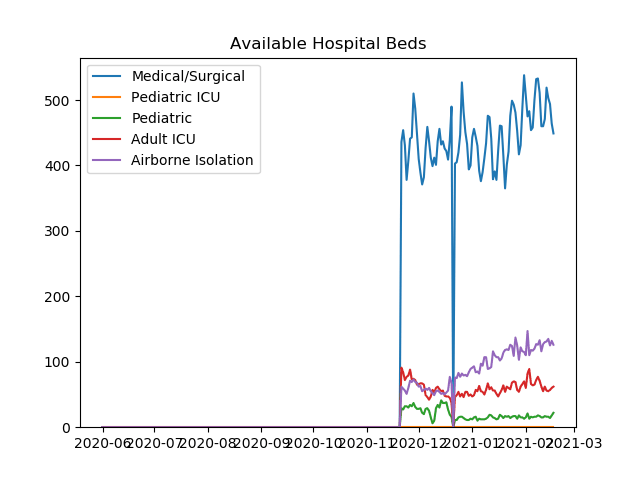 Available Hospital Beds
Medical/Surgical
Pediatric ICU
Pediatric
Adult ICU
Airborne Isolation
500
400
300
200
100
0
2020-06 2020-07 2020-08 2020-09 2020-10 2020-11 2020-12 2021-01 2021-02 2021-03